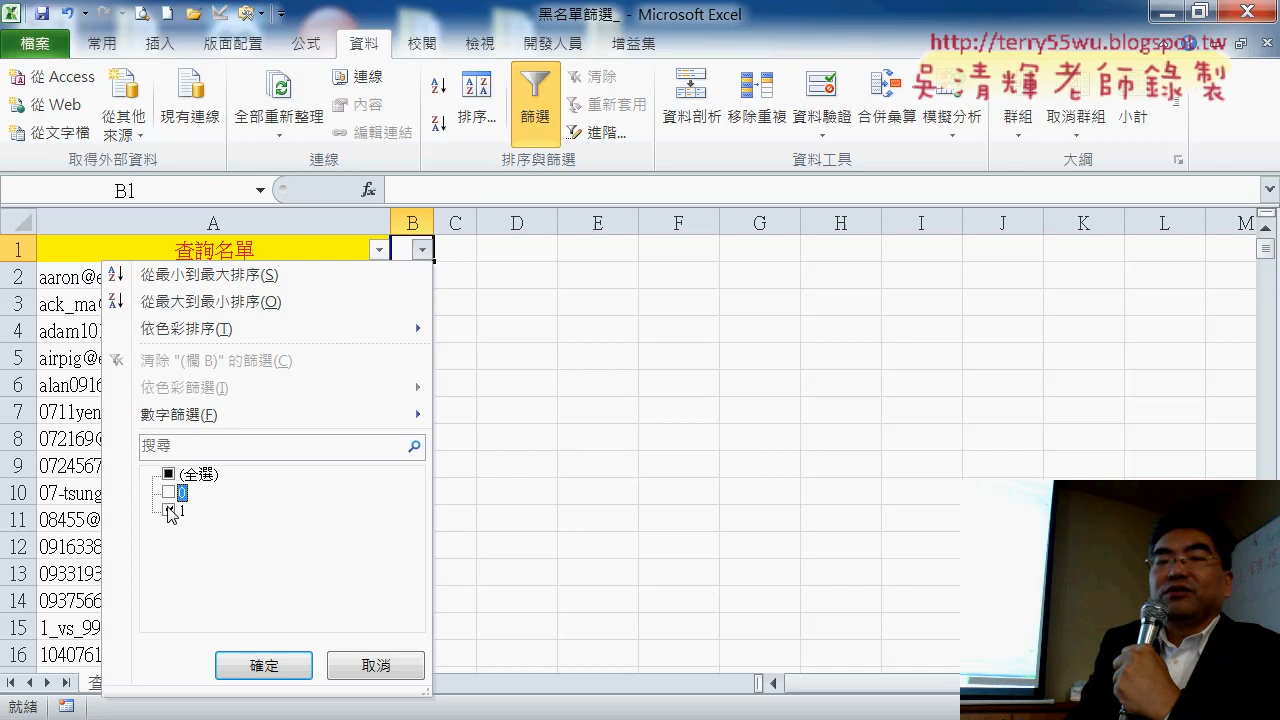 黑名單篩選_ - Microsoft Excel
檔案 常用 插入 版面配置 公式 資料 校閱 檢視 開發人員 增益集
http://terry55wu.blogspot.tw
吳清輝老師錄製
從 Access
從 Web
從文字檔
從其他
來源
現有連線
取得外部資料
全部重新整理
連線
內容
編輯連結
連線
排序...
篩選
清除
重新套用
進階...
排序與篩選
資料剖析 移除重複 資料驗證 合併彙算 模擬分析
資料工具
群組 取消群組 小計
大綱
B1
fx
A B C D E F G H I J K L M
1 查詢名單
2 aaron@e
3 ack_ma
4 adam101
5 airpig@
6 alan0916
7 0711yen
8 072169@
9 0724567
10 07-tsung
11 08455@
12 0916338
13 0933193
14 0937566
15 1_vs_99
16 1040761
從最小到最大排序(S)
從最大到最小排序(O)
依色彩排序(T)
清除 "(欄 B)" 的篩選(C)
依色彩篩選(I)
數字篩選(F)
搜尋
(全選)
0
1
確定 取消
就緒